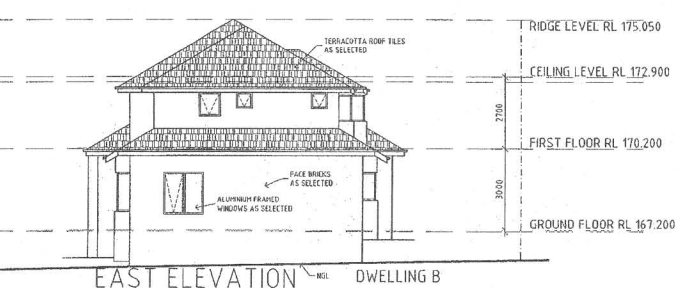 RIDGE LEVEL RL 175.050
TERRACOTTA ROOF TILES
AS SELECTED
CEILING LEVEL RL 172.900
2700
FIRST FLOOR RL 170.200
FACE BRICKS
AS SELECTED
3000
ALUMINIUM FRAMED
WINDOWS AS SELECTED
GROUND FLOOR RL 167.200
EAST ELEVATION
NGL
DWELLING B